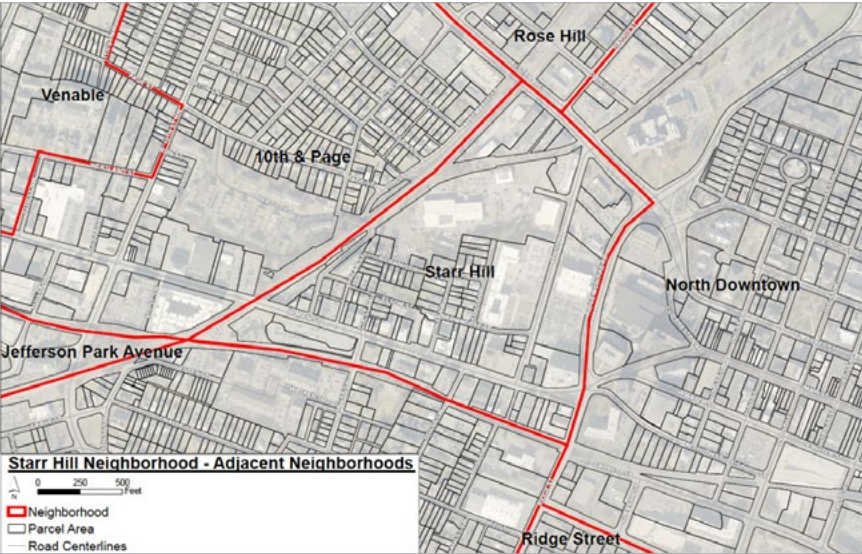 Rose Hill
Venable
10th & Page
Starr Hill
North Downtown
Jefferson Park Avenue
Starr Hill Neighborhood - Adjacent Neighborhoods
N
0 250 500
Feet
Neighborhood
Parcel Area
Road Centerlines
Ridge Street